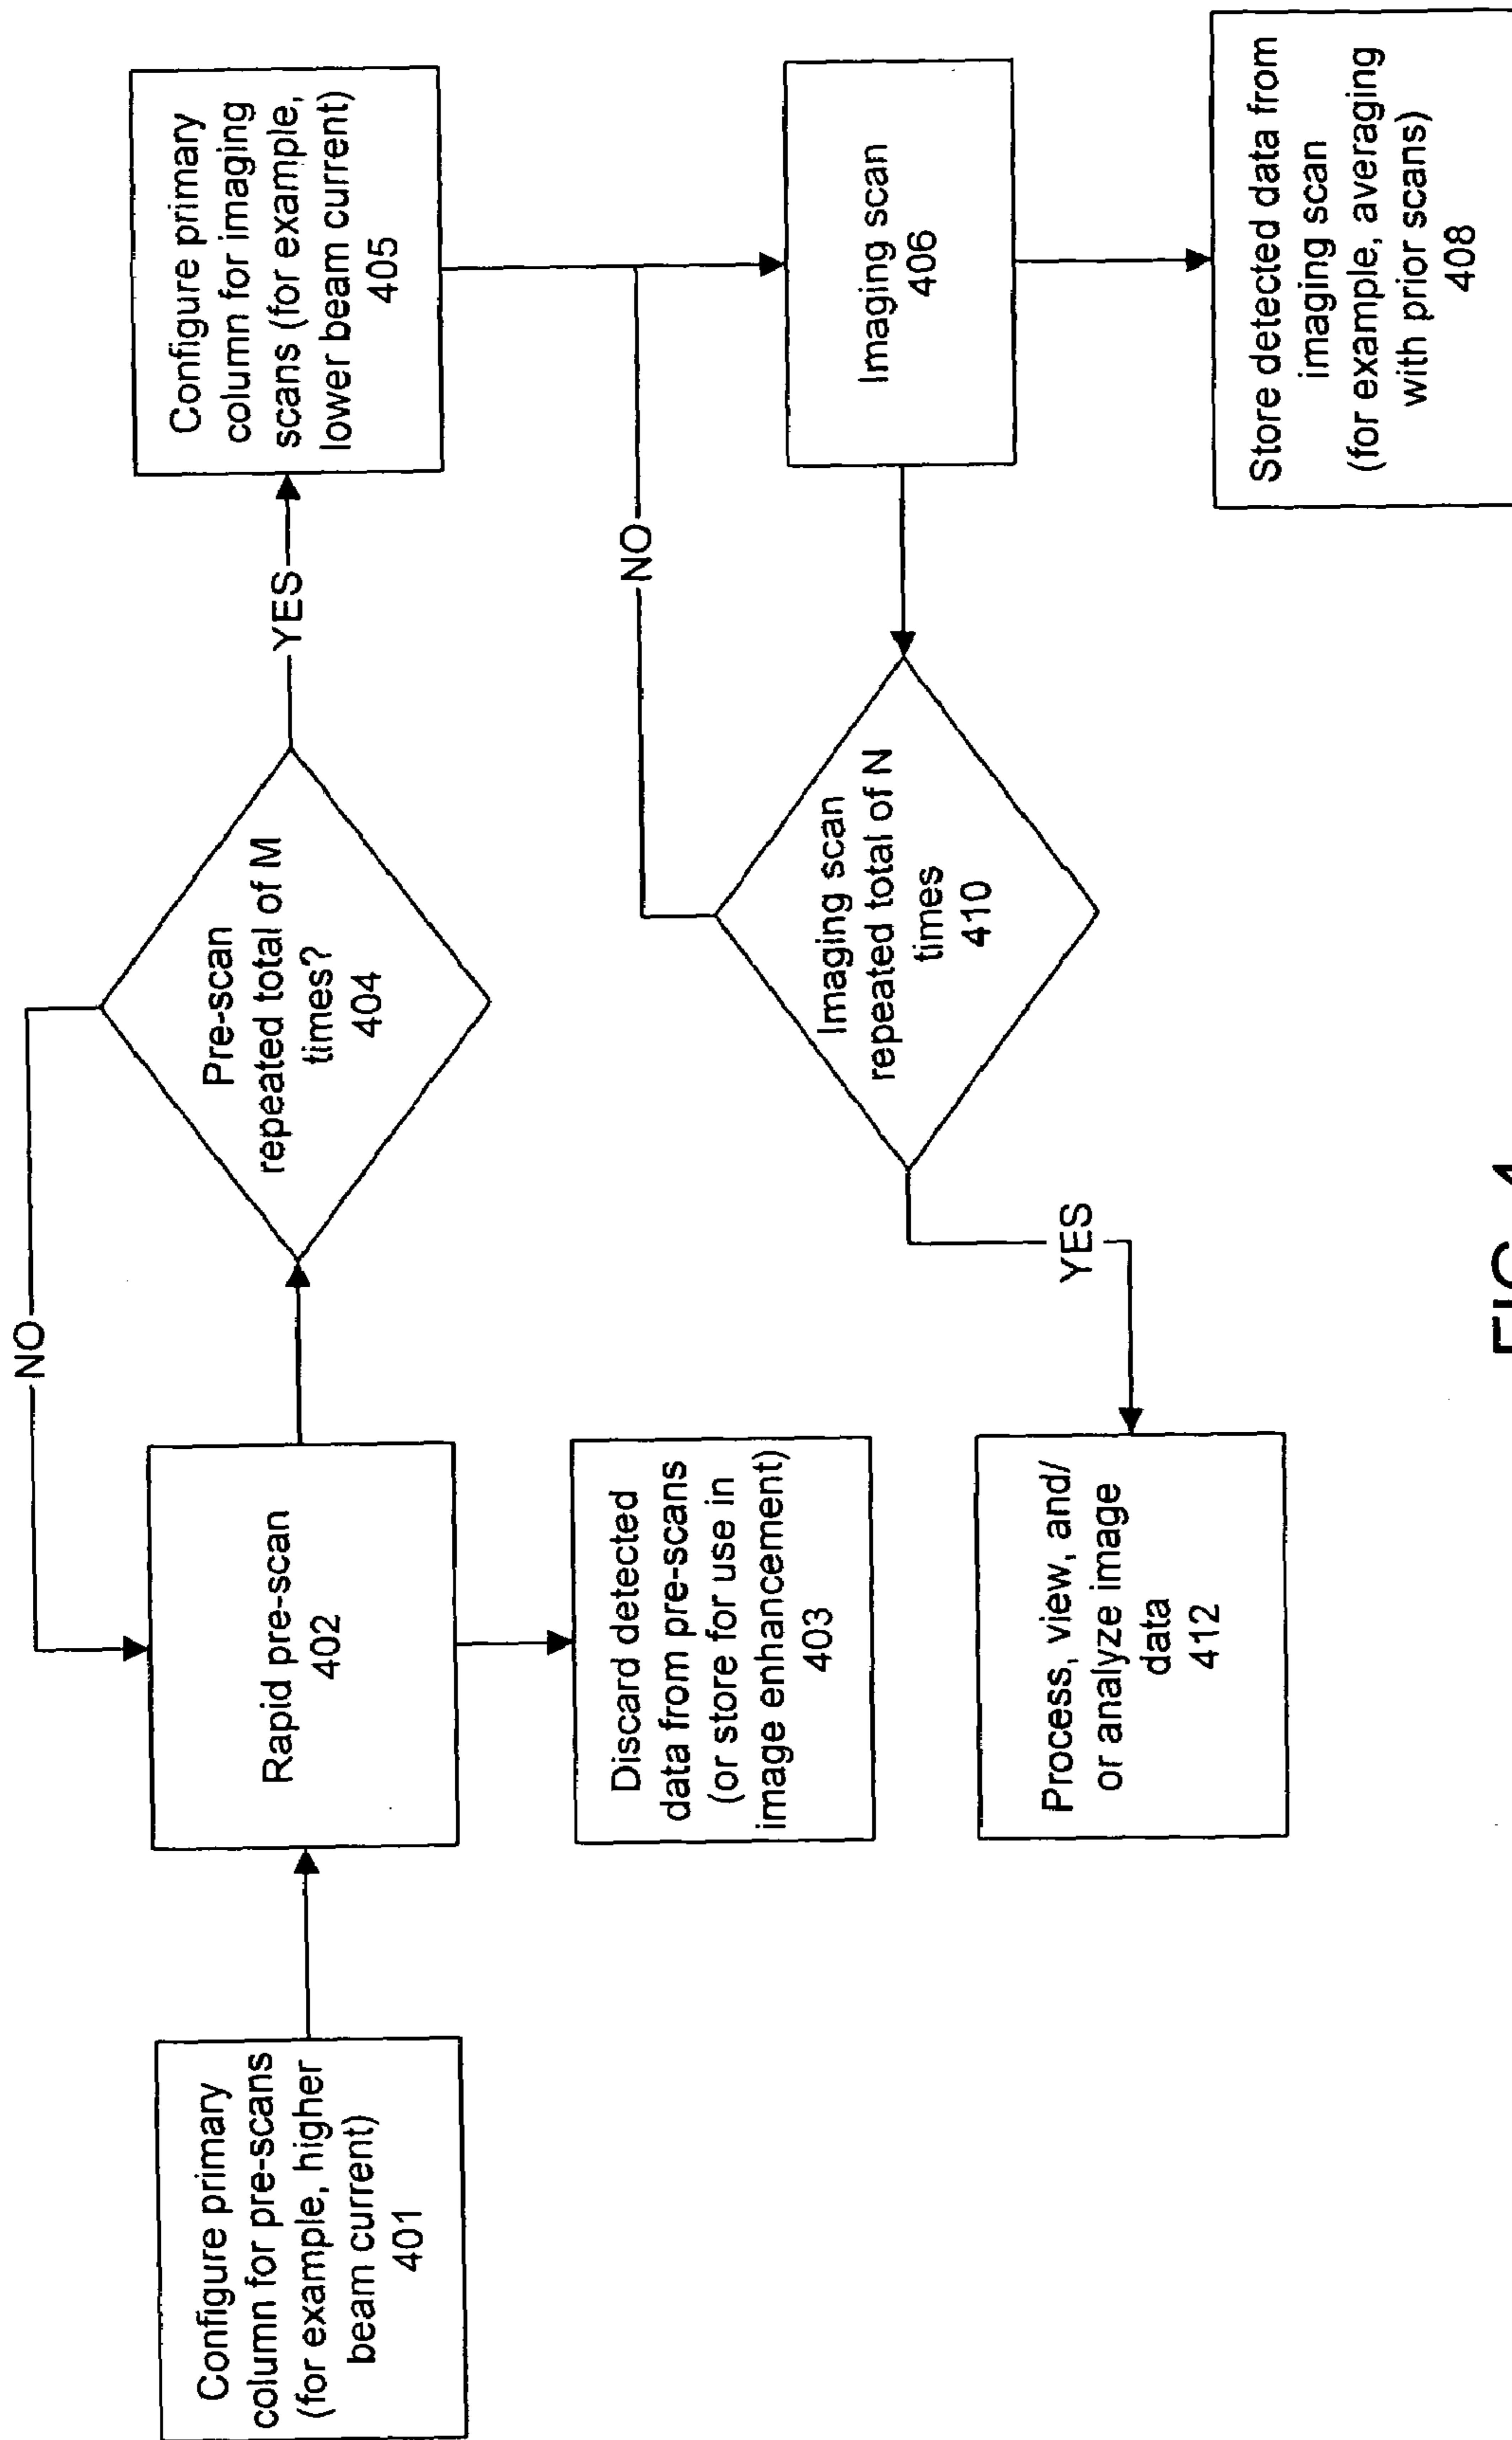 NO
Configure primary
column for pre-scans
(for example, higher
beam current)
401
Rapid pre-scan
402
Pre-scan
repeated total of M
times?
404
YES
Configure primary
column for imaging
scans (for example,
lower beam current)
405
Discard detected
data from pre-scans
(or store for use in
image enhancement)
403
NO
Imaging scan
406
Imaging scan
repeated total of N
times
410
YES
Process, view, and/
or analyze image
data
412
Store detected data from
imaging scan
(for example, averaging
with prior scans)
408
FIG